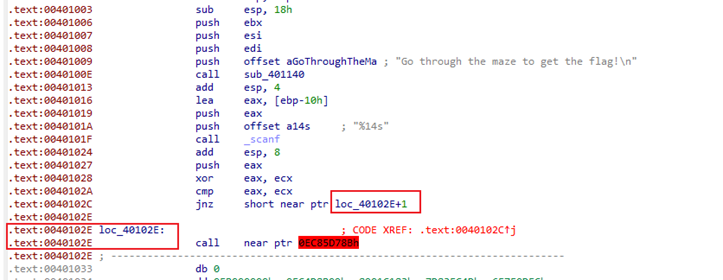 .text:00401003 sub esp, 18h
.text:00401006 push ebx
.text:00401007 push esi
.text:00401008 push edi
.text:00401009 push offset aGoThroughTheMa ; "Go through the maze to get the flag!\n"
.text:0040100E call sub_401140
.text:00401013 add esp, 4
.text:00401016 lea eax, [ebp-10h]
.text:00401019 push eax
.text:0040101A push offset a14s ; "%14s"
.text:0040101F call _scanf
.text:00401024 add esp, 8
.text:00401027 push eax
.text:00401028 xor eax, ecx
.text:0040102A cmp eax, ecx
.text:0040102C jnz short near ptr loc_40102E+1
.text:0040102E
.text:0040102E loc_40102E: ; CODE XREF: .text:0040102C↑j
.text:0040102E call near ptr 0EC85D78Bh
.text:0040102E ; ---------------------------------------------------------------------------
.text:00401033 db 0